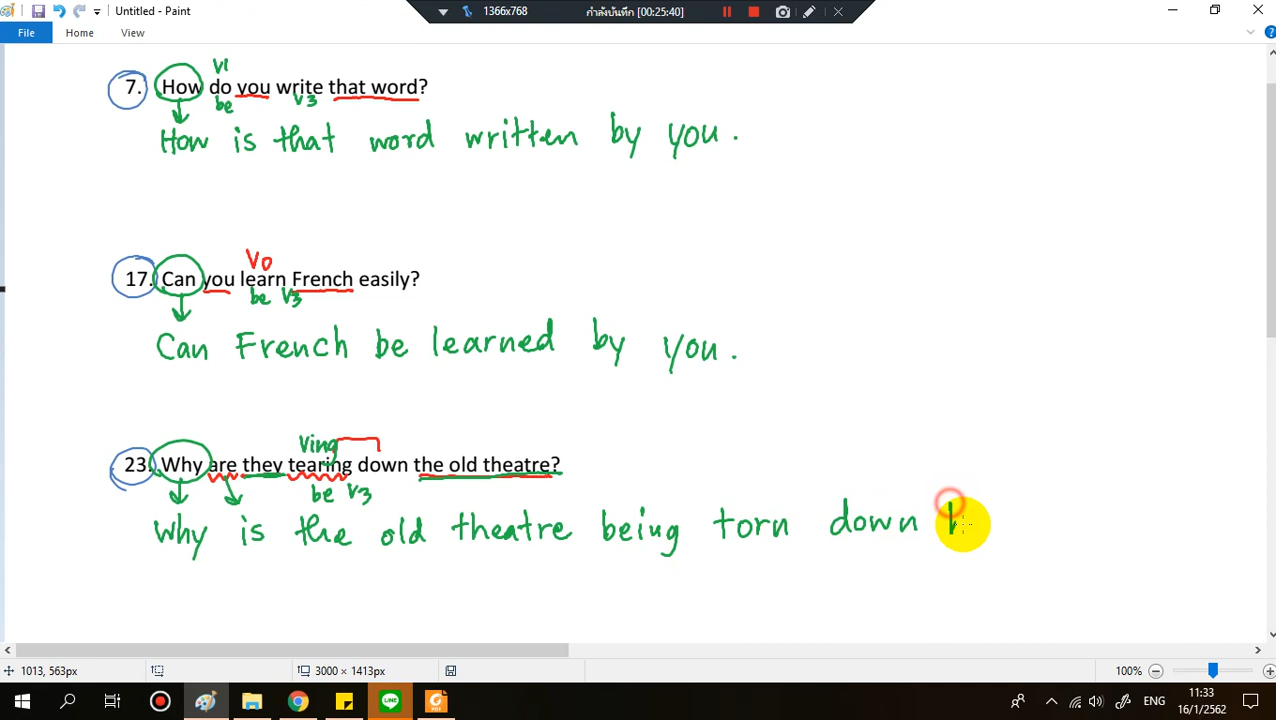 Untitled - Paint
1366x768
กำลังบันทึก [00:25:40]
File Home View
V1
7. How do you write that word?
be V3
How is that word written by you.
V0
17. Can you learn French easily?
be V3
Can French be learned by you.
Ving
23. Why are they tearing down the old theatre?
be V3
Why is the old theatre being torn down
1013, 563px
3000 × 1413px
100%
ENG
11:33
16/1/2562